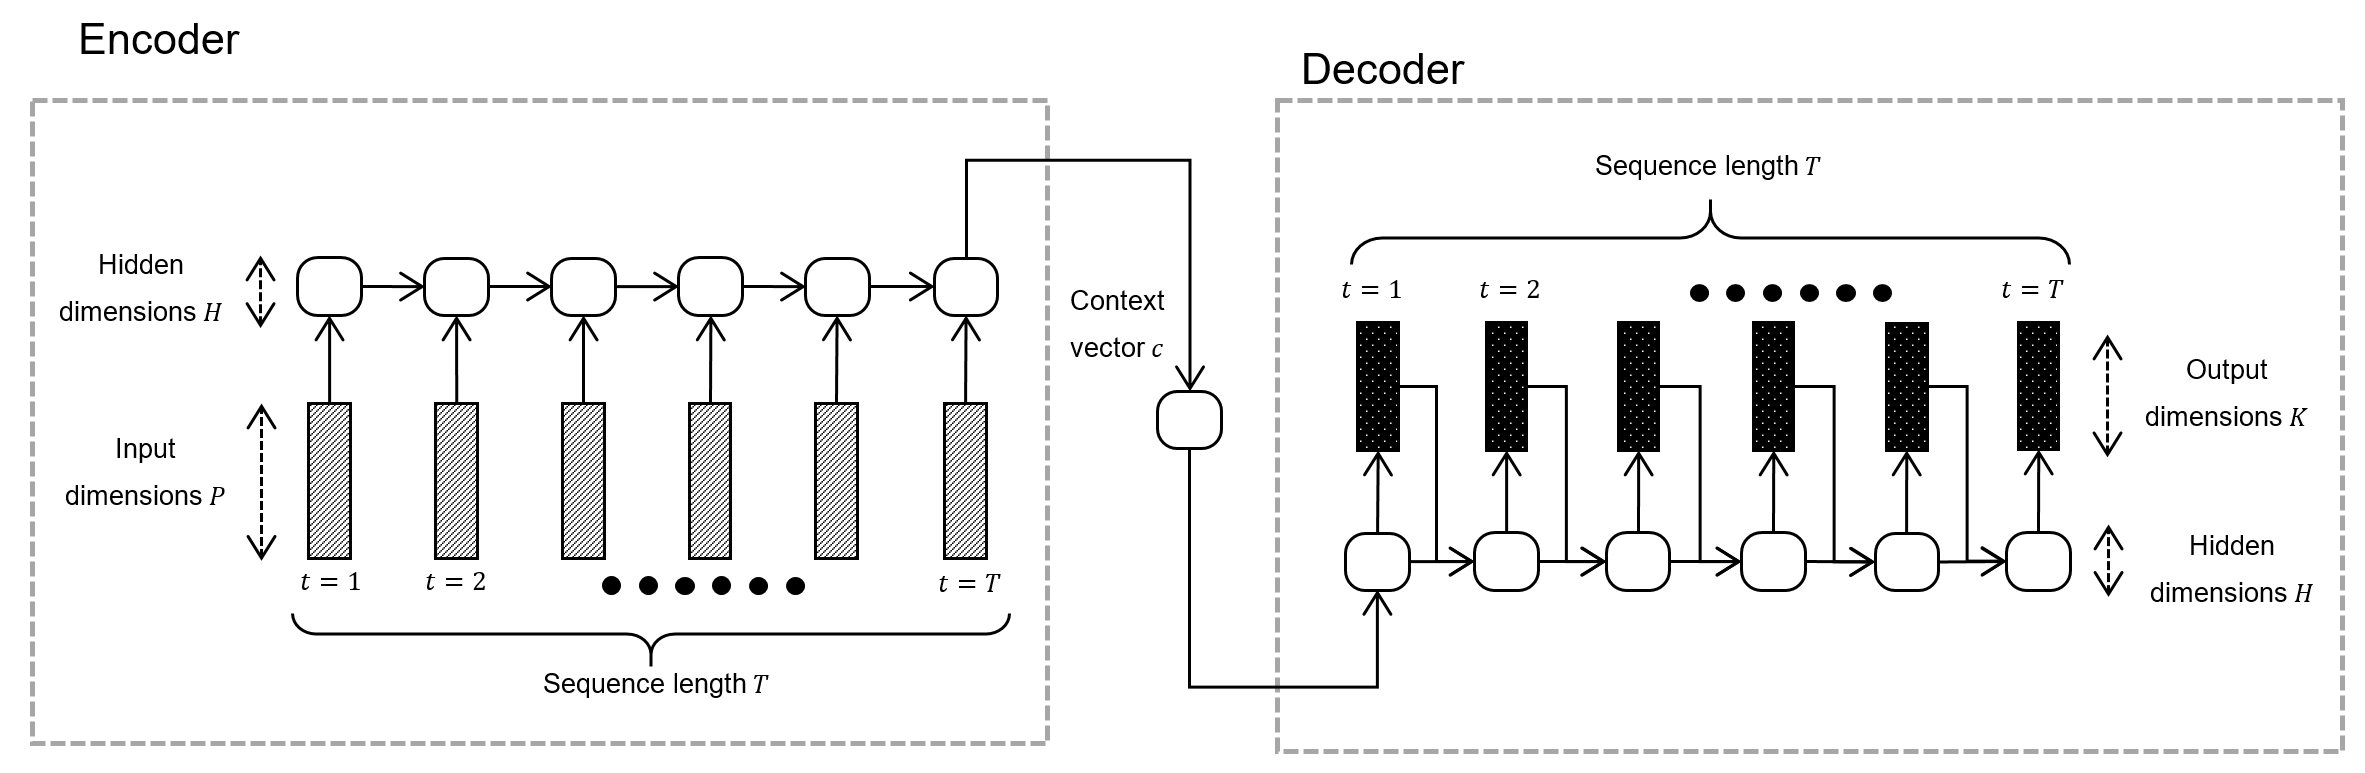 Encoder
Hidden
dimensions H
Input
dimensions P
t = 1
t = 2
t = T
Sequence length T
Context
vector c
Decoder
Sequence length T
t = 1
t = 2
t = T
Output
dimensions K
Hidden
dimensions H